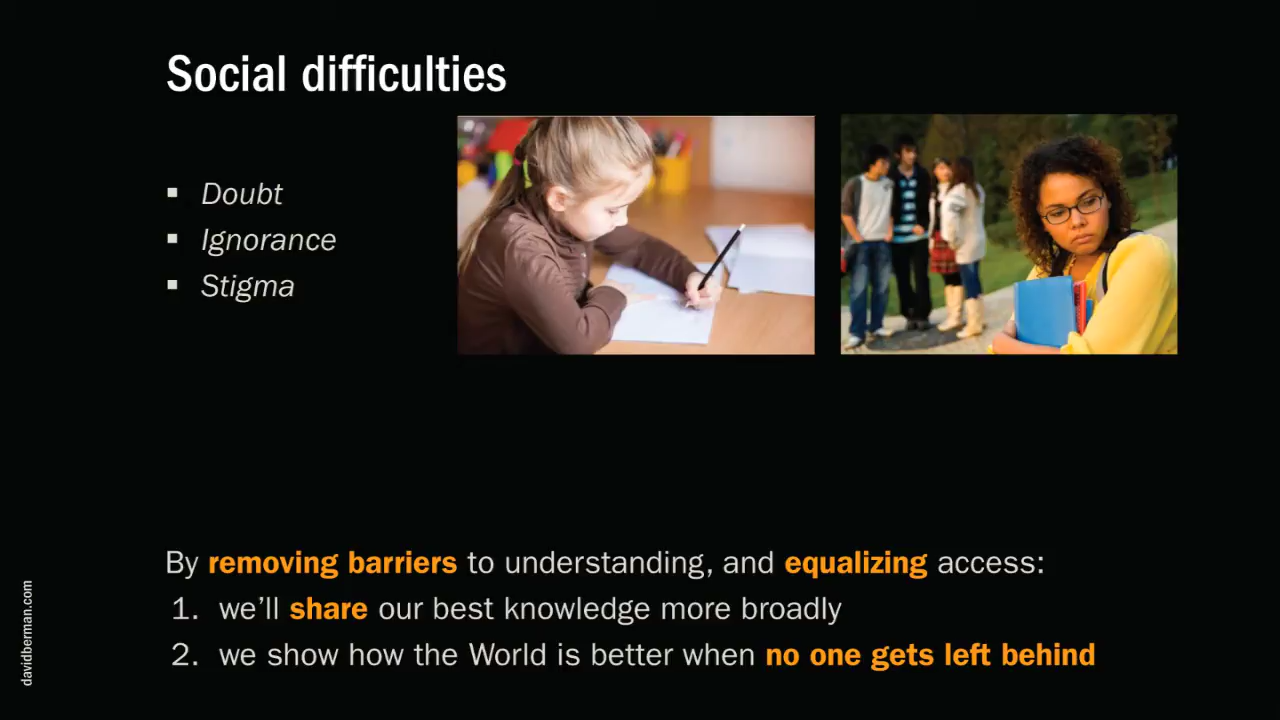 Social difficulties
▪ Doubt
▪ Ignorance
▪ Stigma
By removing barriers to understanding, and equalizing access:
1. we’ll share our best knowledge more broadly
2. we show how the World is better when no one gets left behind
davidberman.com